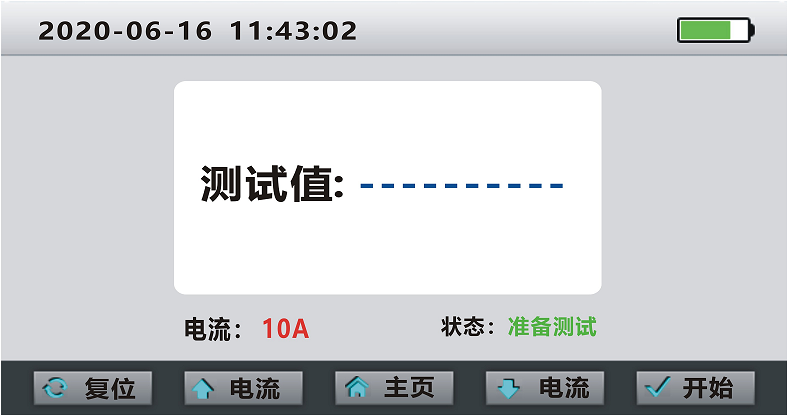 2020-06-16 11:43:02
测试值: ----------
电流： 10A 状态：准备测试
复位 电流 主页 电流 开始